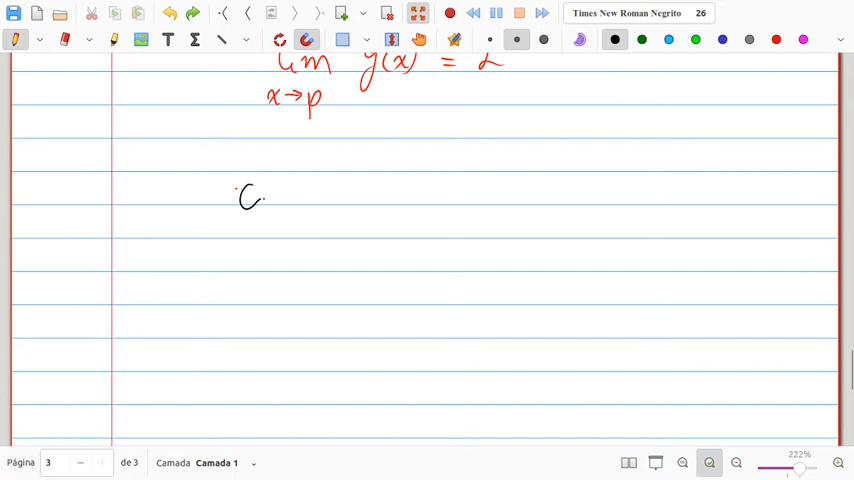 Times New Roman Negrito 26
lim y(x) = L
x→p
C
Página 3 de 3 Camada Camada 1 222%